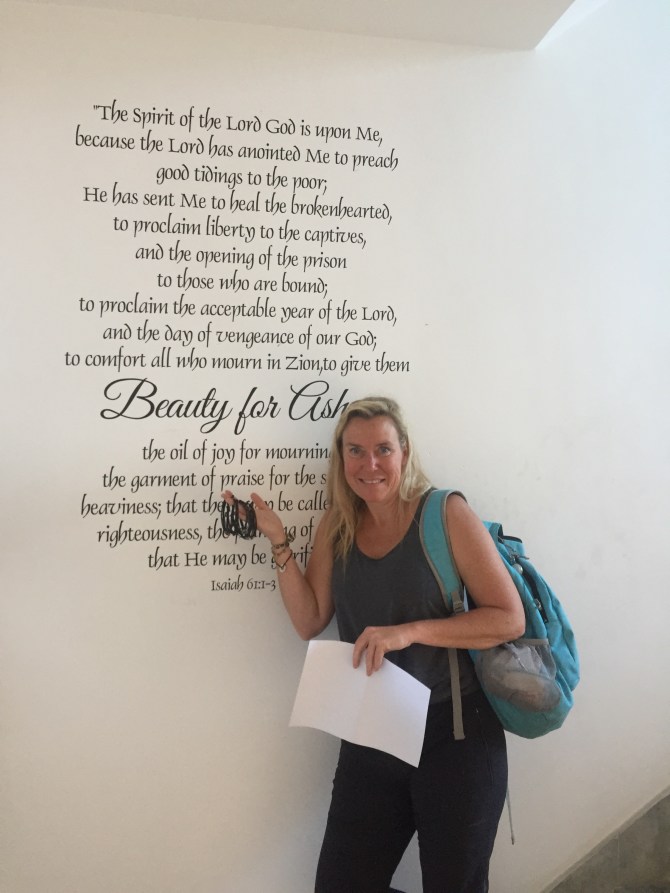 "The Spirit of the Lord God is upon Me,
because the Lord has anointed Me to preach
good tidings to the poor;
He has sent Me to heal the brokenhearted,
to proclaim liberty to the captives,
and the opening of the prison
to those who are bound;
to proclaim the acceptable year of the Lord,
and the day of vengeance of our God;
to comfort all who mourn in Zion,to give them
Beauty for
the oil of joy for
the garment of praise for the
heaviness; that be
righteousness, of
that He may be
Isaiah 61:1-3